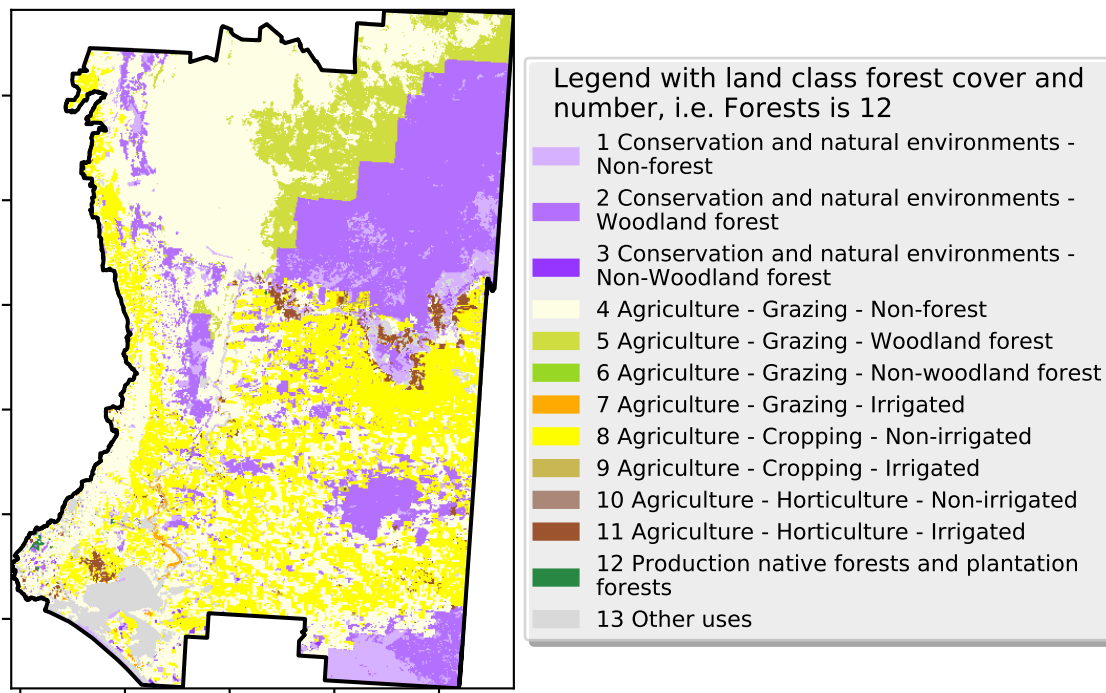 Legend with land class forest cover and
number, i.e. Forests is 12
1 Conservation and natural environments -
Non-forest
2 Conservation and natural environments -
Woodland forest
3 Conservation and natural environments -
Non-Woodland forest
4 Agriculture - Grazing - Non-forest
5 Agriculture - Grazing - Woodland forest
6 Agriculture - Grazing - Non-woodland forest
7 Agriculture - Grazing - Irrigated
8 Agriculture - Cropping - Non-irrigated
9 Agriculture - Cropping - Irrigated
10 Agriculture - Horticulture - Non-irrigated
11 Agriculture - Horticulture - Irrigated
12 Production native forests and plantation
forests
13 Other uses